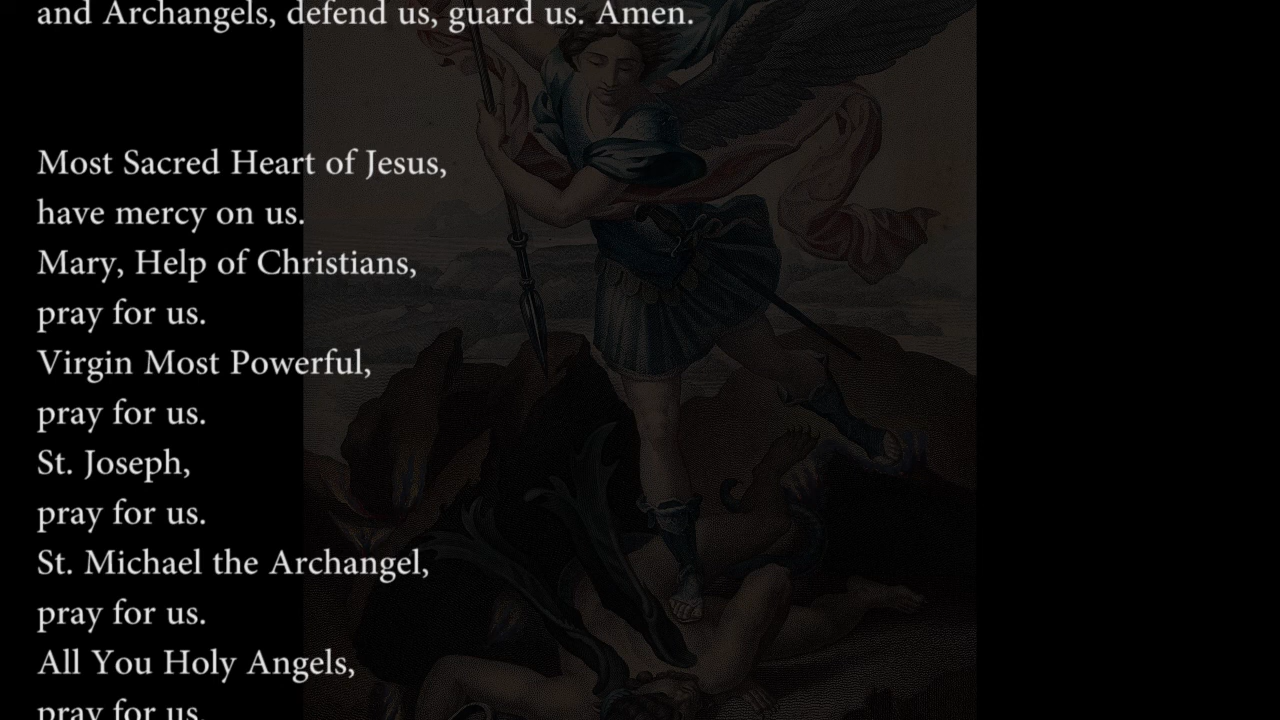 and Archangels, defend us, guard us. Amen.
Most Sacred Heart of Jesus,
have mercy on us.
Mary, Help of Christians,
pray for us.
Virgin Most Powerful,
pray for us.
St. Joseph,
pray for us.
St. Michael the Archangel,
pray for us.
All You Holy Angels,
pray for us.